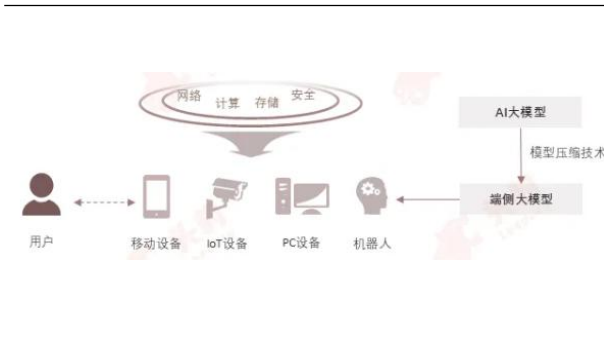 网络 计算 存储 安全
AI大模型
模型压缩技术
端侧大模型
用户 移动设备 IoT设备 PC设备 机器人